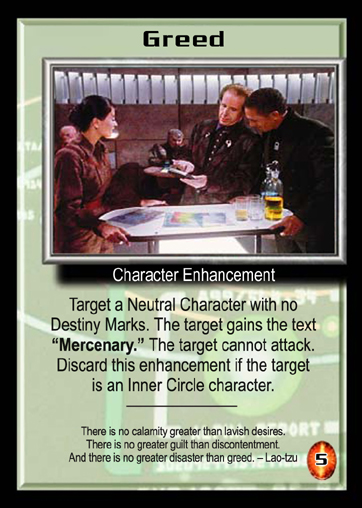 Greed
Character Enhancement
Target a Neutral Character with no
Destiny Marks. The target gains the text
“Mercenary.” The target cannot attack.
Discard this enhancement if the target
is an Inner Circle character.
There is no calamity greater than lavish desires.
There is no greater guilt than discontentment.
And there is no greater disaster than greed. – Lao-tzu
5